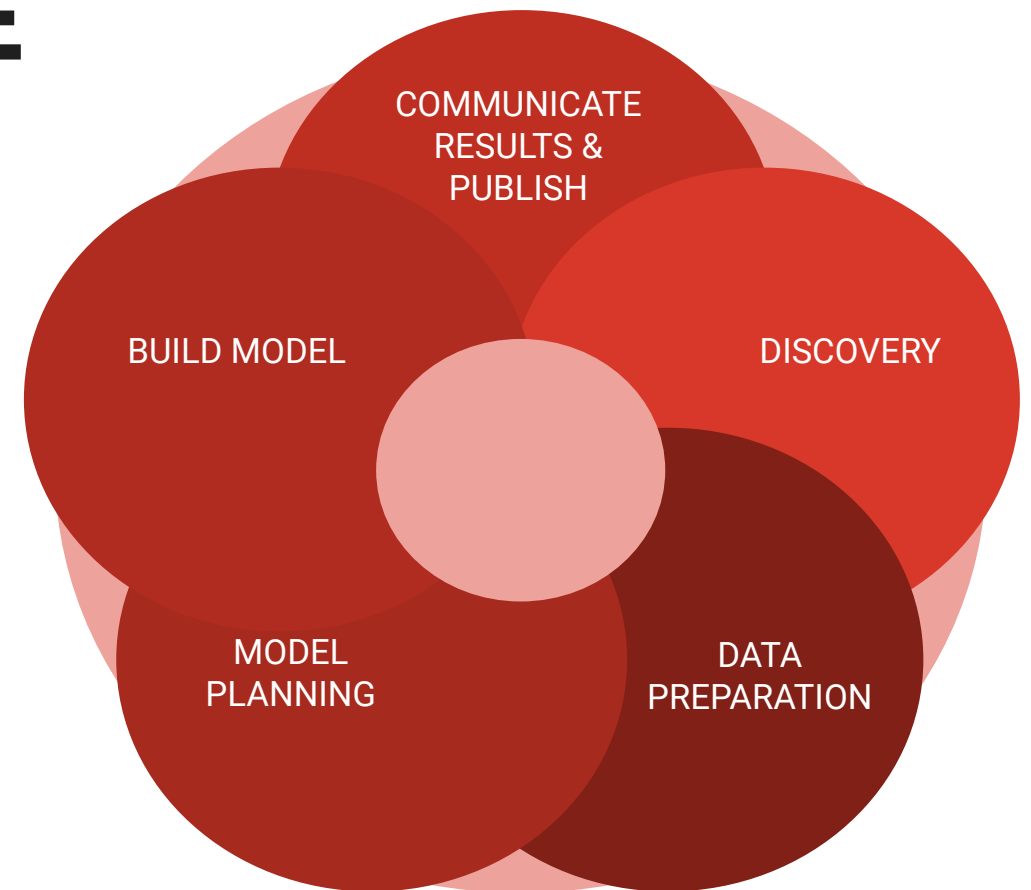 COMMUNICATE
RESULTS &
PUBLISH
BUILD MODEL
DISCOVERY
MODEL
PLANNING
DATA
PREPARATION